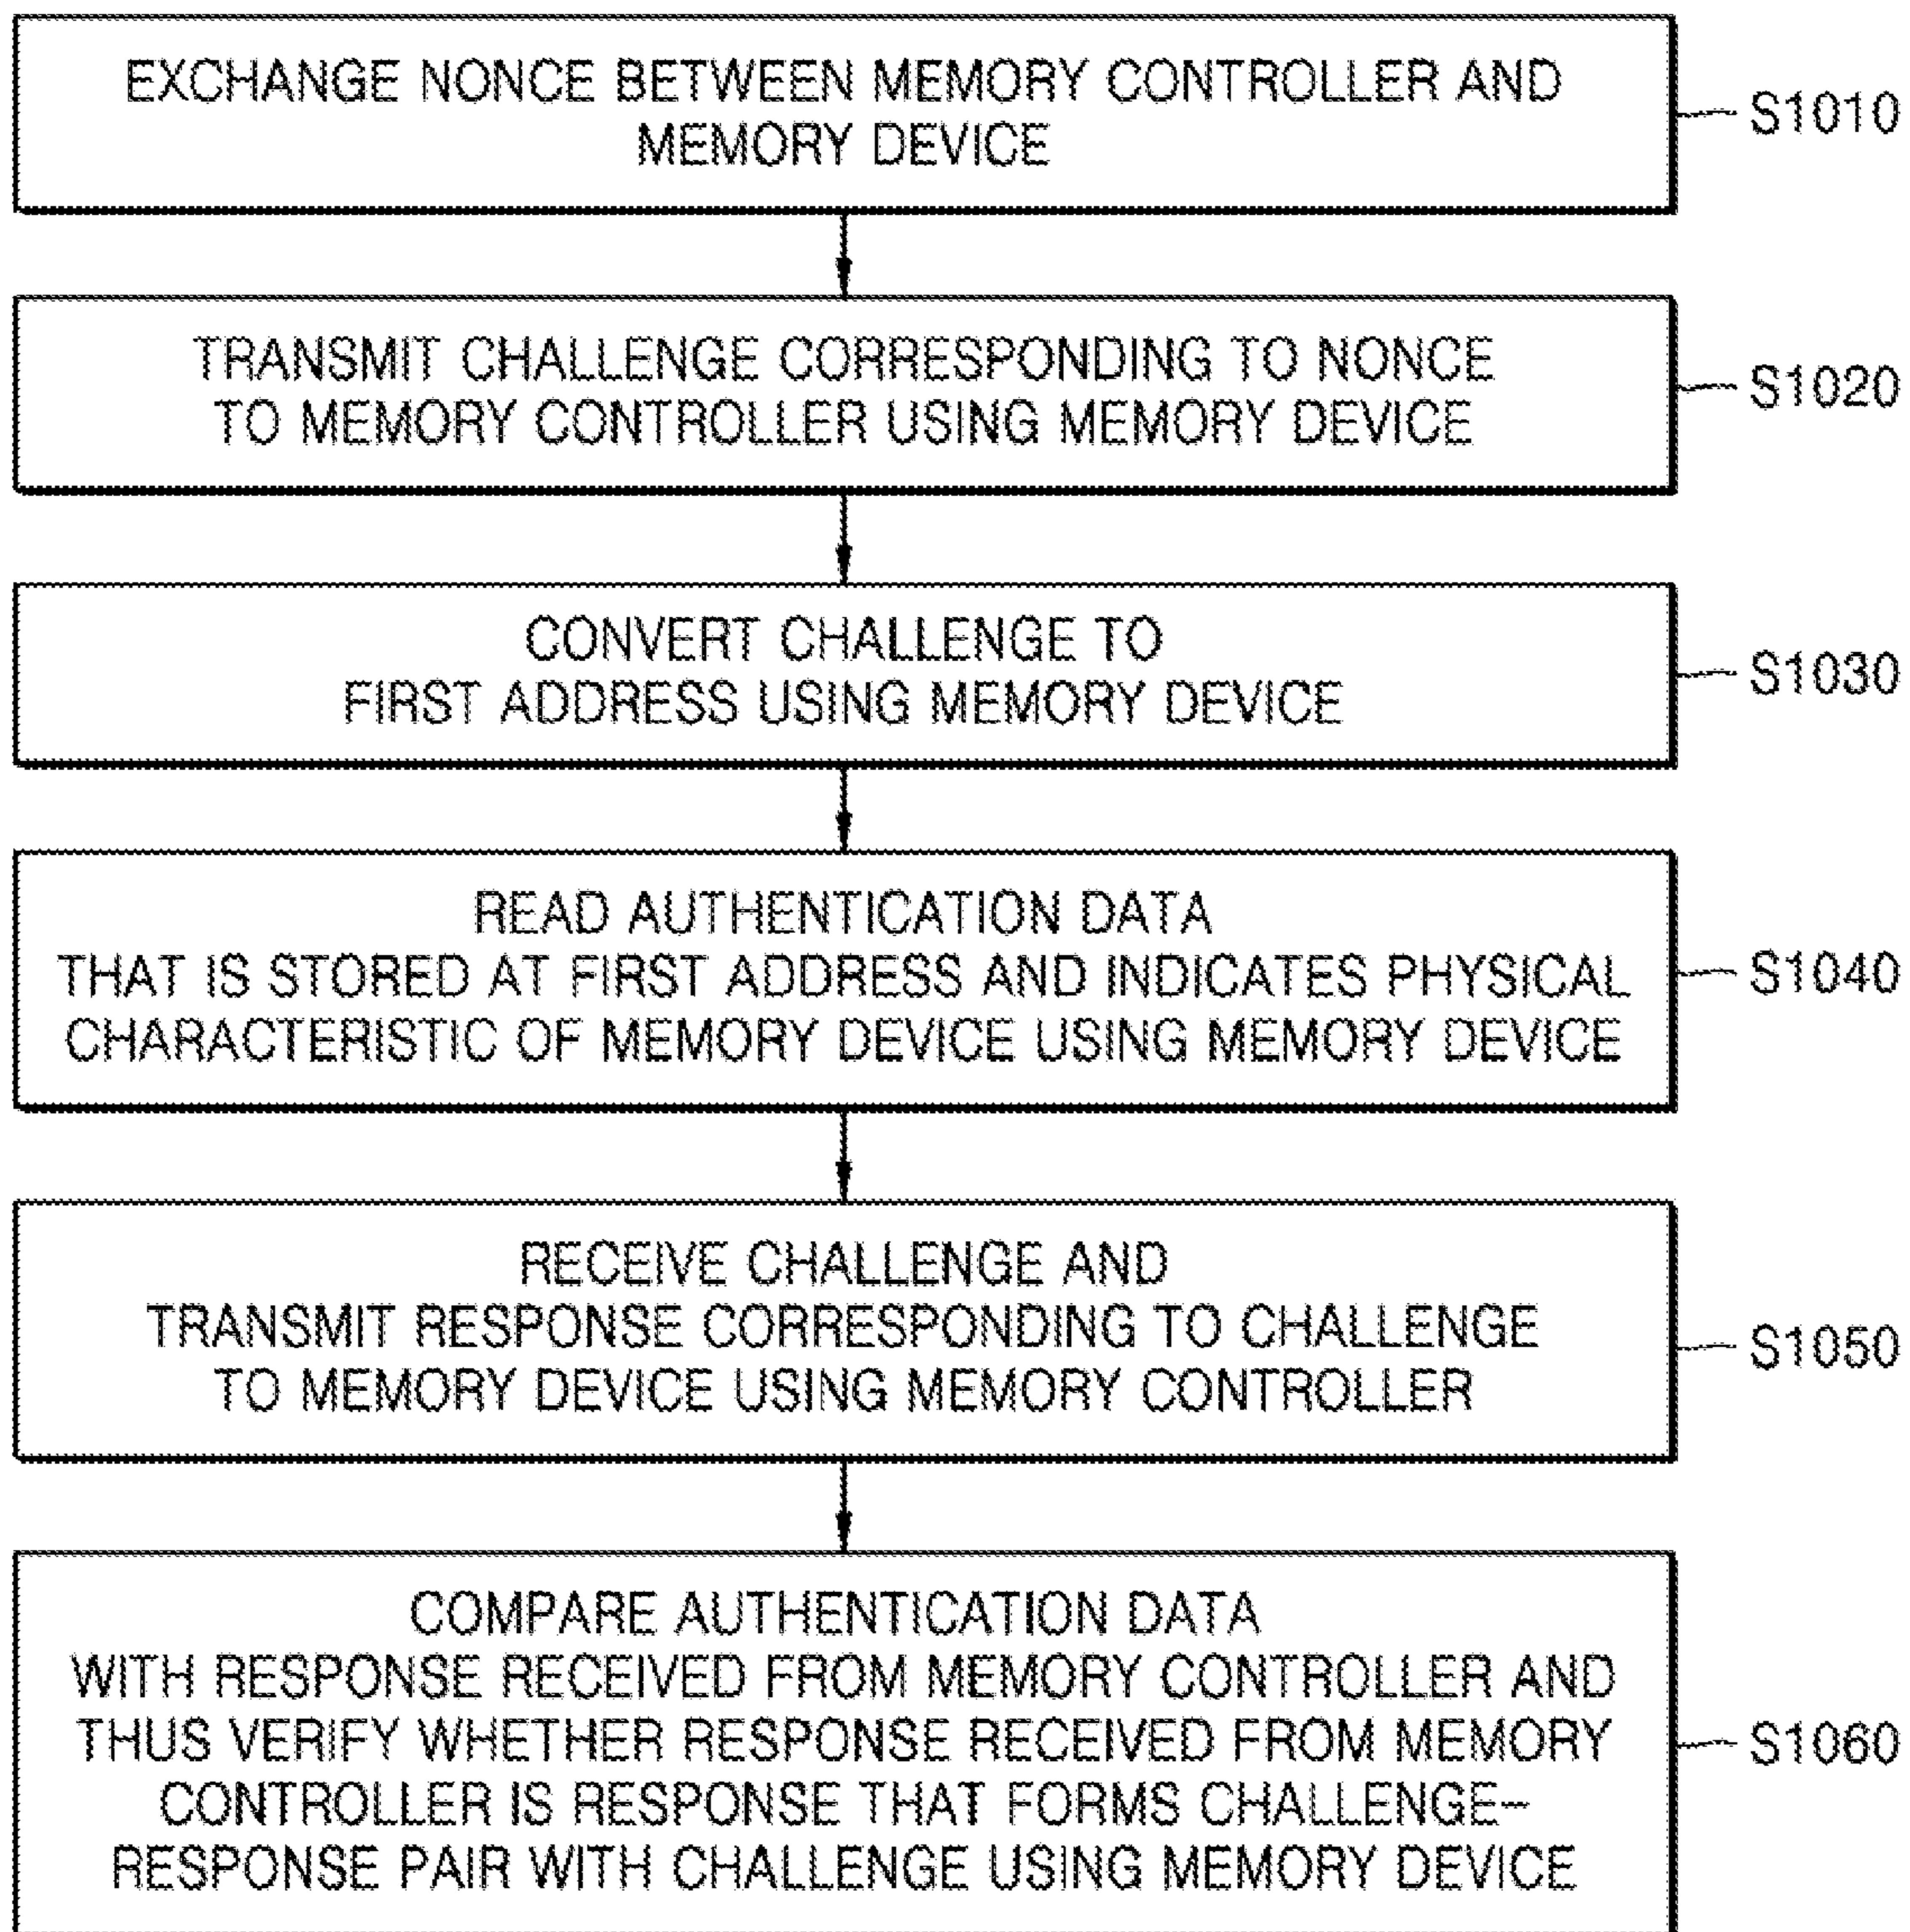 EXCHANGE NONCE BETWEEN MEMORY CONTROLLER AND
MEMORY DEVICE
S1010
TRANSMIT CHALLENGE CORRESPONDING TO NONCE
TO MEMORY CONTROLLER USING MEMORY DEVICE
S1020
CONVERT CHALLENGE TO
FIRST ADDRESS USING MEMORY DEVICE
S1030
READ AUTHENTICATION DATA
THAT IS STORED AT FIRST ADDRESS AND INDICATES PHYSICAL
CHARACTERISTIC OF MEMORY DEVICE USING MEMORY DEVICE
S1040
RECEIVE CHALLENGE AND
TRANSMIT RESPONSE CORRESPONDING TO CHALLENGE
TO MEMORY DEVICE USING MEMORY CONTROLLER
S1050
COMPARE AUTHENTICATION DATA
WITH RESPONSE RECEIVED FROM MEMORY CONTROLLER AND
THUS VERIFY WHETHER RESPONSE RECEIVED FROM MEMORY
CONTROLLER IS RESPONSE THAT FORMS CHALLENGE-
RESPONSE PAIR WITH CHALLENGE USING MEMORY DEVICE
S1060